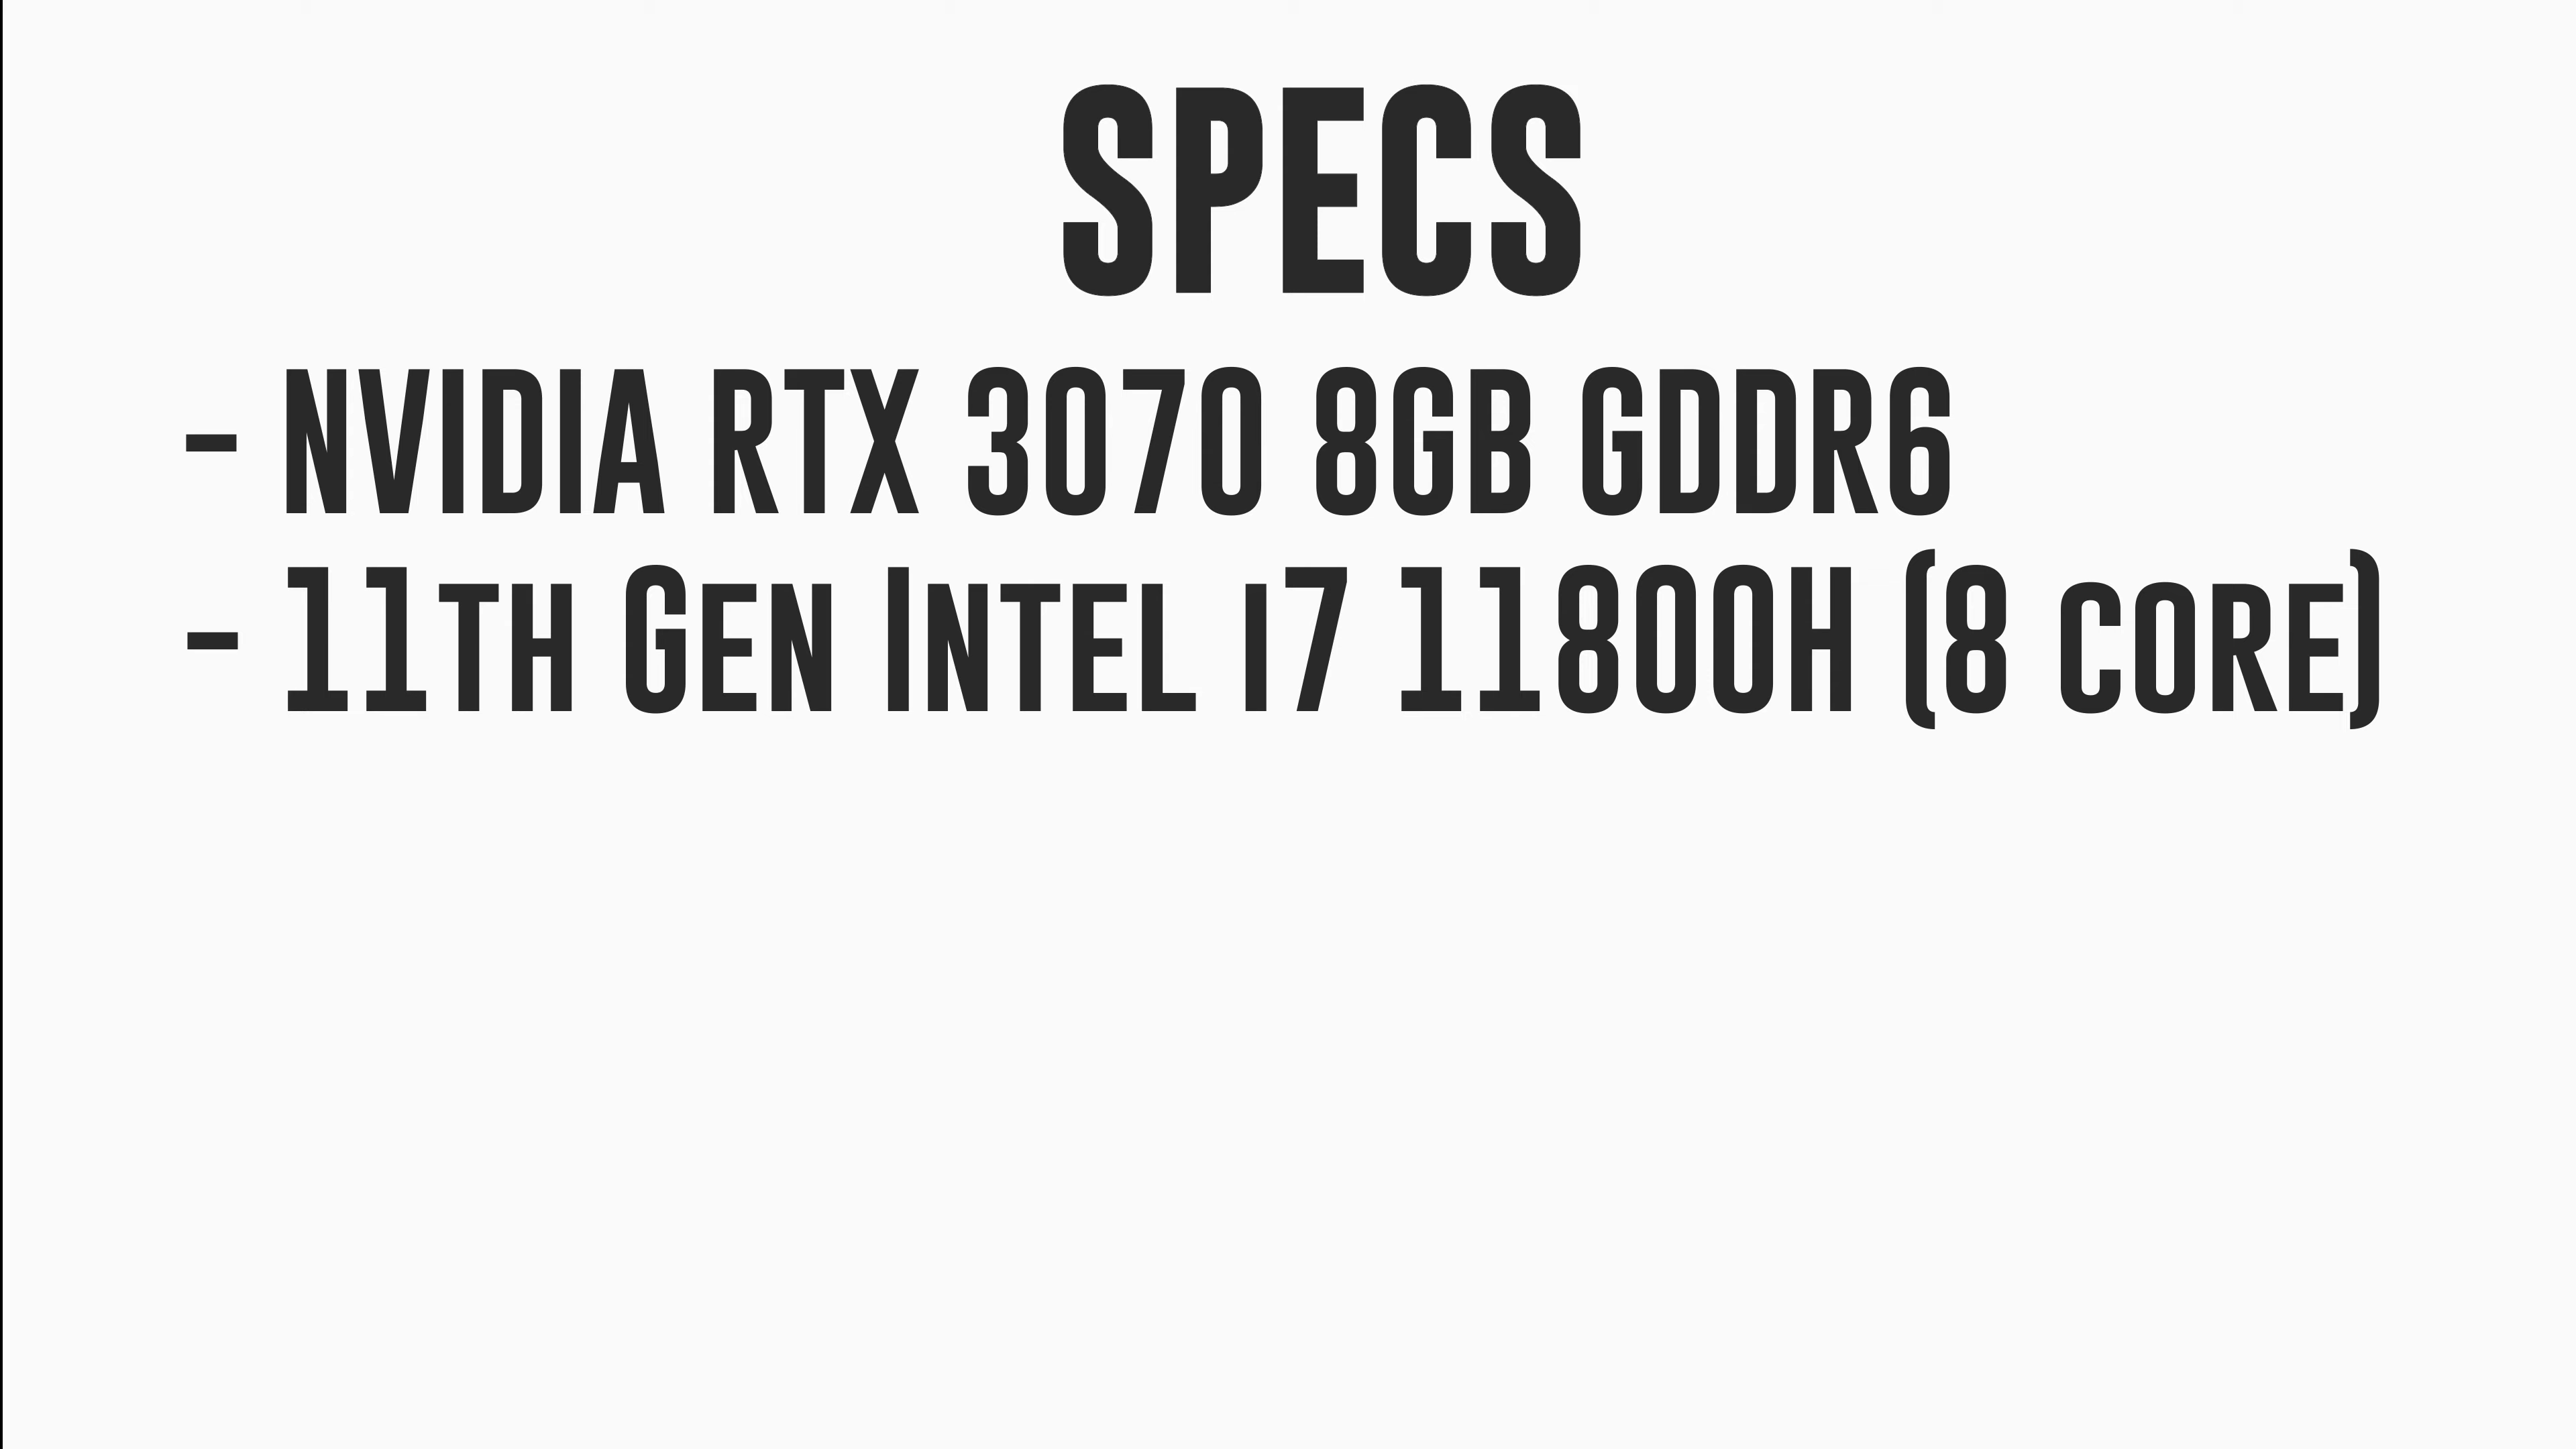 SPECS
- NVIDIA RTX 3070 8GB GDDR6
- 11th Gen Intel i7 11800H (8 core)